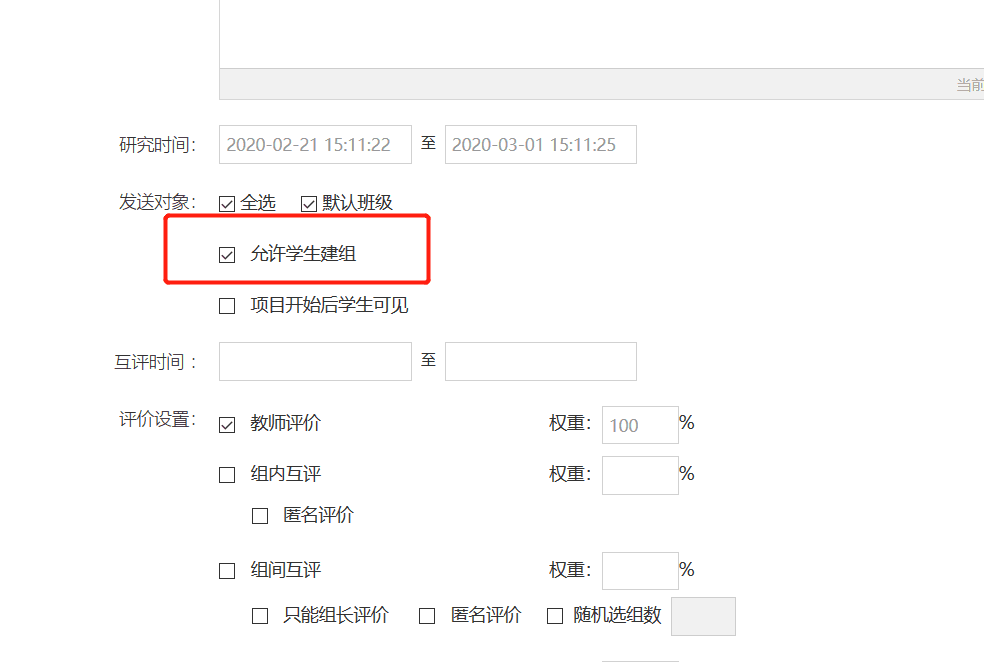 当前
研究时间: 2020-02-21 15:11:22 至 2020-03-01 15:11:25
发送对象: 全选 默认班级
允许学生建组
项目开始后学生可见
互评时间 : 至
评价设置: 教师评价 权重: 100 %
组内互评 权重: %
匿名评价
组间互评 权重: %
只能组长评价 匿名评价 随机选组数